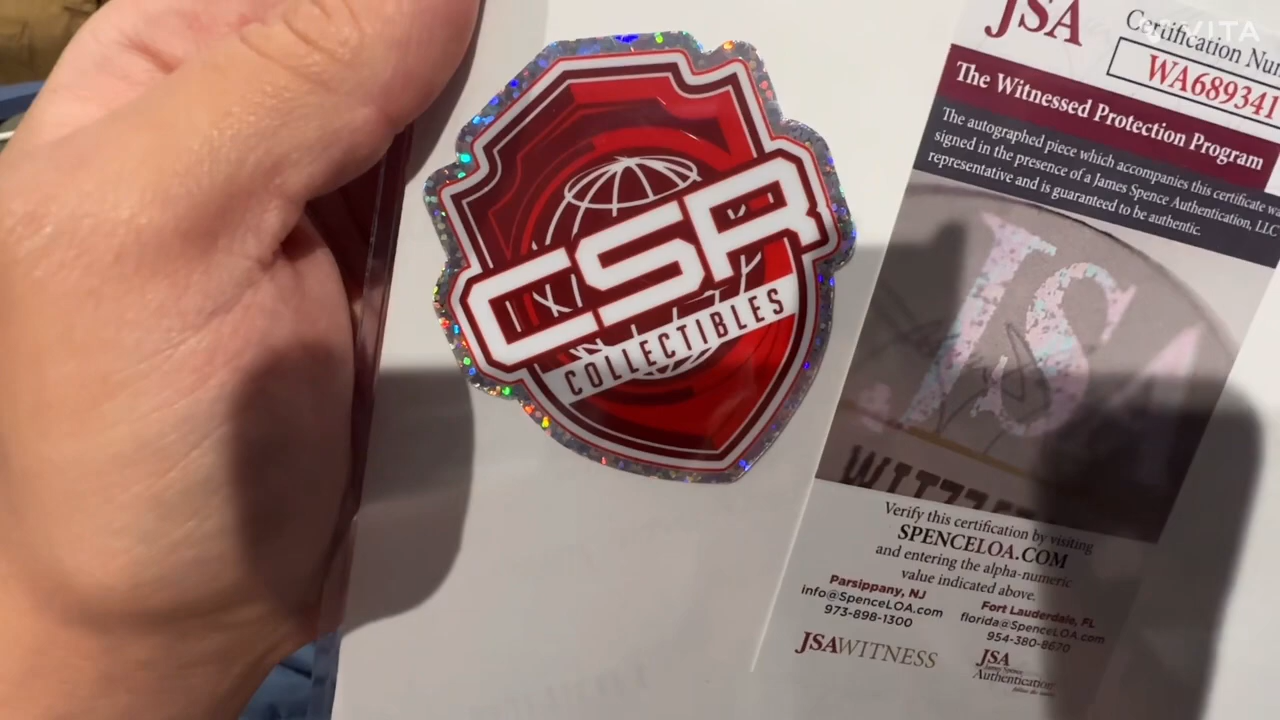 CSR
COLLECTIBLES
JSA
Certification
WA689341
The Witnessed Protection Program
The autographed piece which accompanies this certificate
signed in the presence of a James Spence Authentication, LLC
representative and is guaranteed to be authentic.
JSA
Verify this certification by visiting
SPENCELOA.COM
and entering the alpha-numeric
value indicated above.
Parsippany, NJ
info@SpenceLOA.com
973-898-1300
Fort Lauderdale, FL
florida@SpenceLOA.com
954-380-8670
JSAWITNESS
JSA
James Spence
Authentication